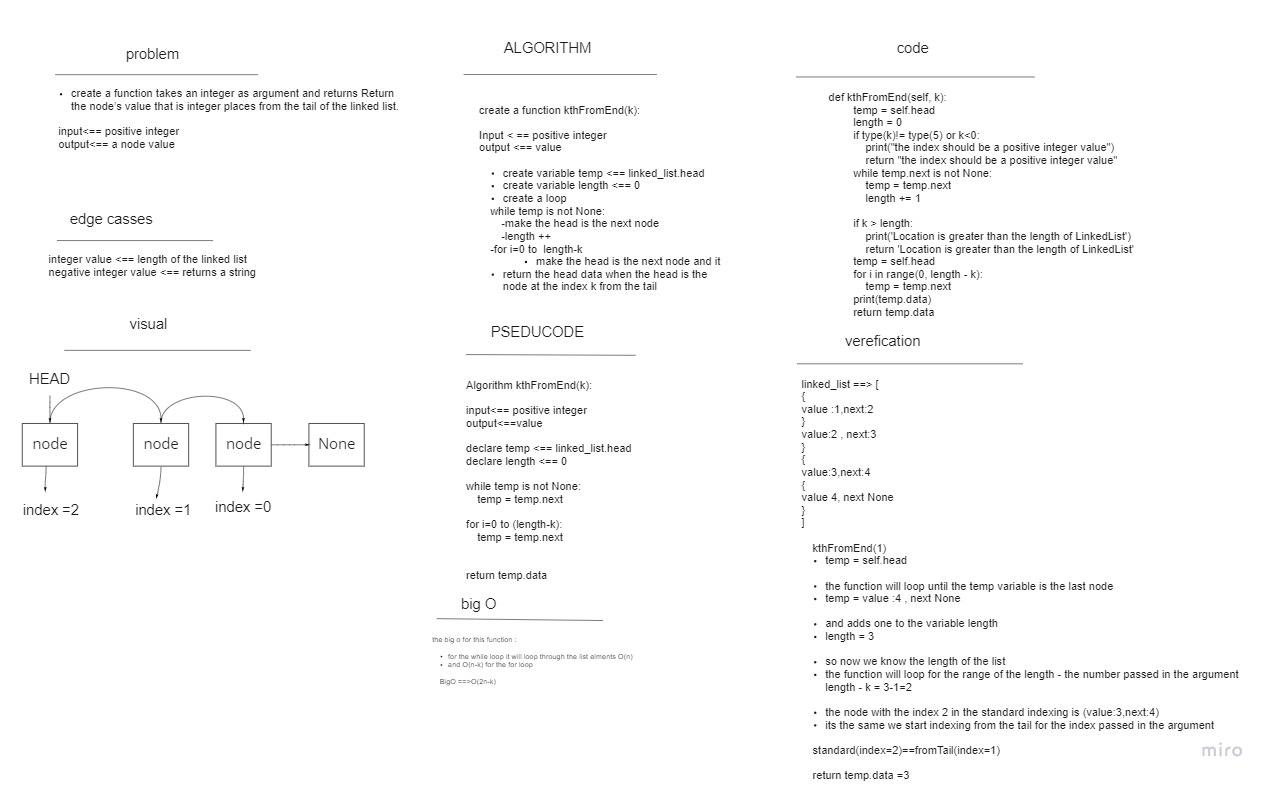 problem
• create a function takes an integer as argument and returns Return
the node's value that is integer places from the tail of the linked list.
input<== positive integer
output<== a node value
edge casses
integer value <== length of the linked list
negative integer value <== returns a string
visual
HEAD
node
node
node
None
index =2
index =1
index =0
ALGORITHM
create a function kthFromEnd(k):
Input < == positive integer
output <== value
• create variable temp <== linked_list.head
• create variable length <== 0
• create a loop
while temp is not None:
-make the head is the next node
-length ++
-for i=0 to length-k
• make the head is the next node and it
• return the head data when the head is the
node at the index k from the tail
PSEDUCODE
Algorithm kthFromEnd(k):
input<== positive integer
output<==value
declare temp <== linked_list.head
declare length <== 0
while temp is not None:
temp = temp.next
for i=0 to (length-k):
temp = temp.next
return temp.data
big O
the big o for this function :
• for the while loop it will loop through the list elments O(n)
• and O(n-k) for the for loop
BigO ==>O(2n-k)
code
def kthFromEnd(self, k):
temp = self.head
length = 0
if type(k)!= type(5) or k<0:
print("the index should be a positive integer value")
return "the index should be a positive integer value"
while temp.next is not None:
temp = temp.next
length += 1
if k > length:
print('Location is greater than the length of LinkedList')
return 'Location is greater than the length of LinkedList'
temp = self.head
for i in range(0, length - k):
temp = temp.next
print(temp.data)
return temp.data
verefication
linked_list ==> [
{
value :1,next:2
}
value:2 , next:3
}
{
value:3,next:4
{
value 4, next None
}
]
kthFromEnd(1)
• temp = self.head
• the function will loop until the temp variable is the last node
• temp = value :4 , next None
• and adds one to the variable length
• length = 3
• so now we know the length of the list
• the function will loop for the range of the length - the number passed in the argument
length - k = 3-1=2
• the node with the index 2 in the standard indexing is (value:3,next:4)
• its the same we start indexing from the tail for the index passed in the argument
standard(index=2)==fromTail(index=1)
return temp.data =3
miro